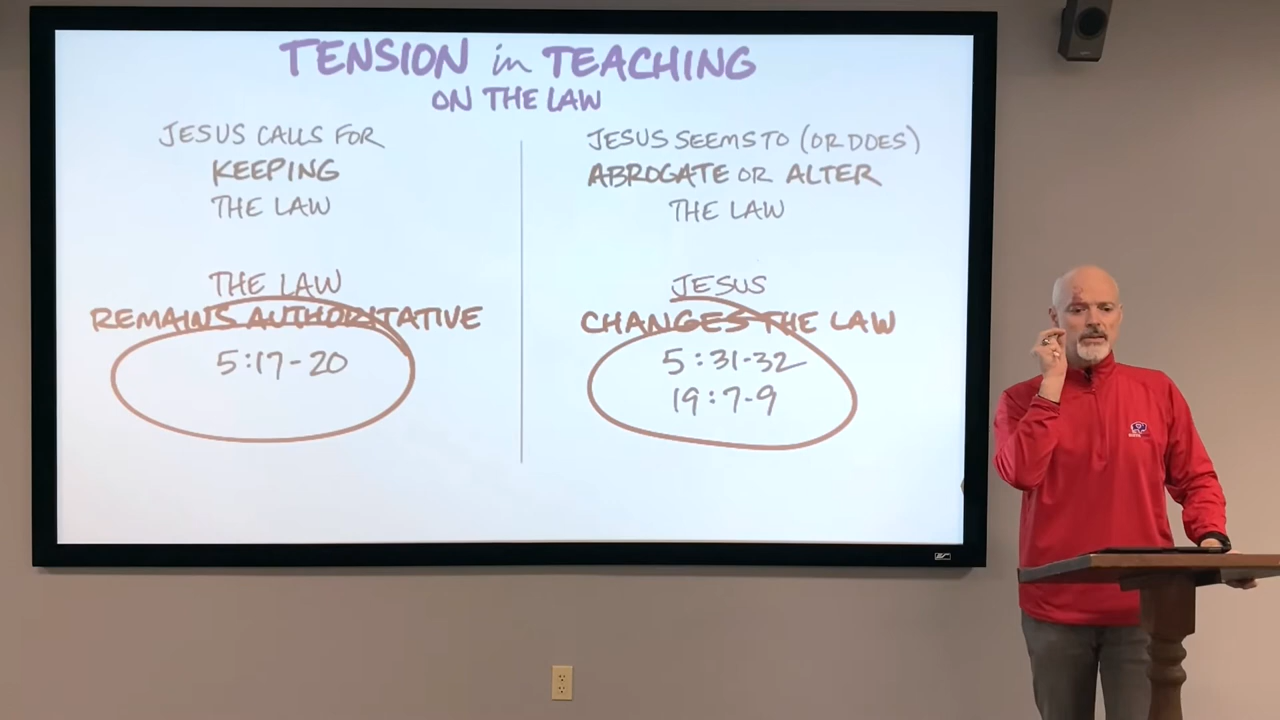 TENSION in TEACHING
ON THE LAW
JESUS CALLS FOR
KEEPING
THE LAW
THE LAW
REMAINS AUTHORITATIVE
5:17-20
JESUS SEEMS TO (OR DOES)
ABROGATE OR ALTER
THE LAW
JESUS
CHANGES THE LAW
5:31-32
19:7-9